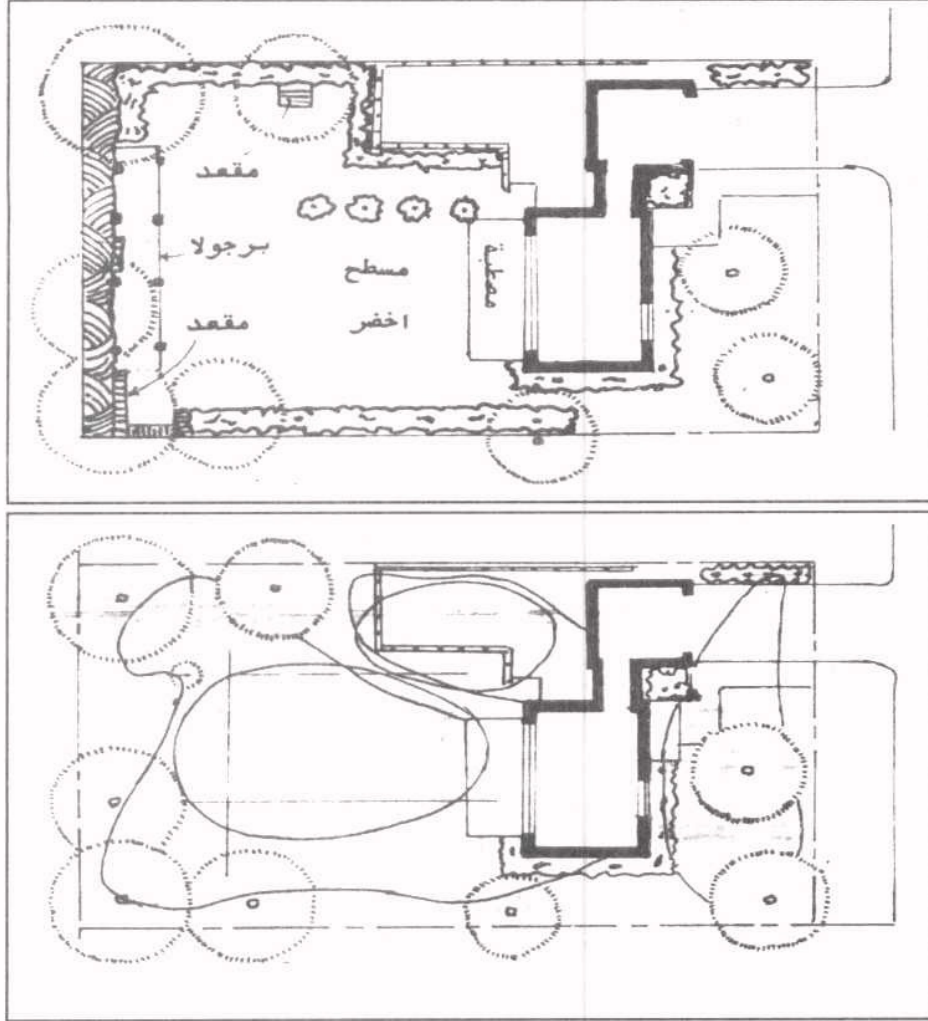 مقعد
برجولا
مسطح
اخضر
مصطبة
مقعد